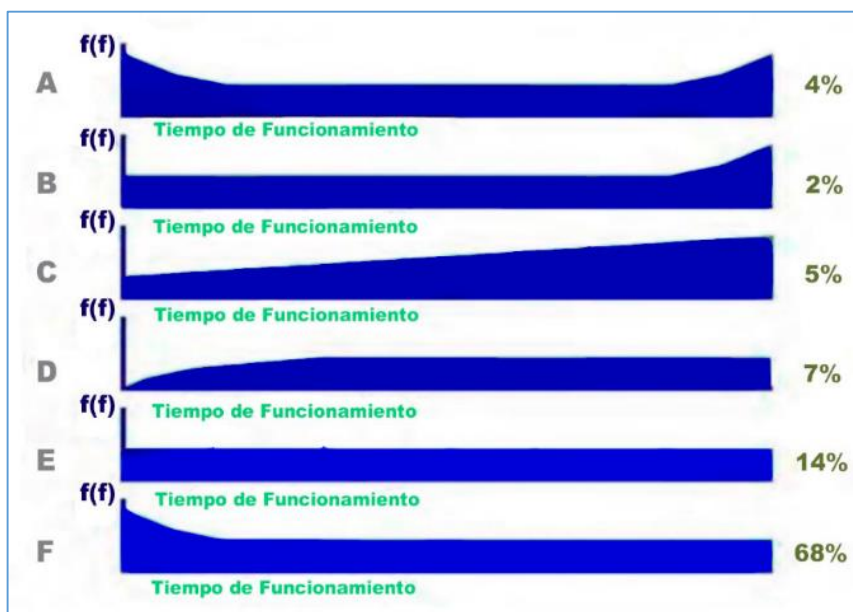 f(f)
A 4%
Tiempo de Funcionamiento
f(f)
B 2%
Tiempo de Funcionamiento
f(f)
C 5%
Tiempo de Funcionamiento
f(f)
D 7%
Tiempo de Funcionamiento
f(f)
E 14%
Tiempo de Funcionamiento
f(f)
F 68%
Tiempo de Funcionamiento